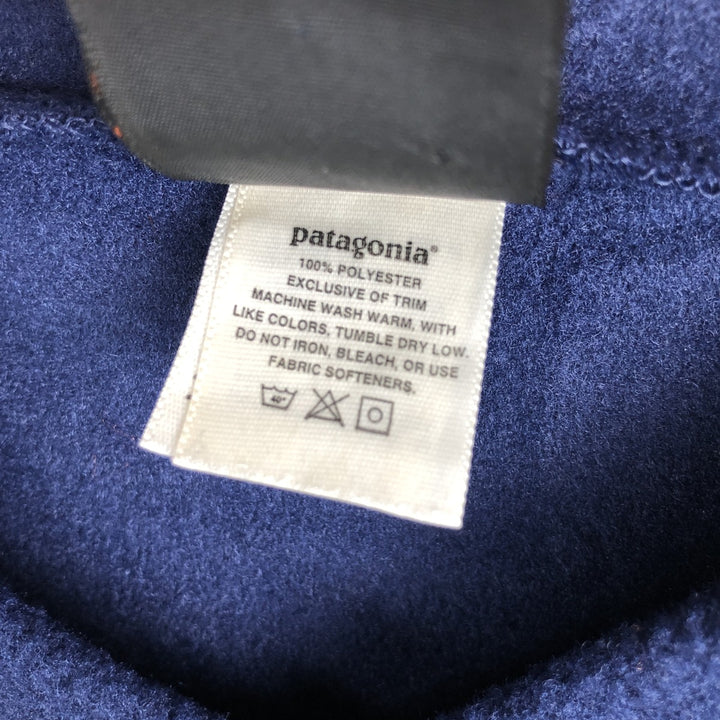 patagonia®
100% POLYESTER
EXCLUSIVE OF TRIM
MACHINE WASH WARM, WITH
LIKE COLORS, TUMBLE DRY LOW.
DO NOT IRON, BLEACH, OR USE
FABRIC SOFTENERS.
40°